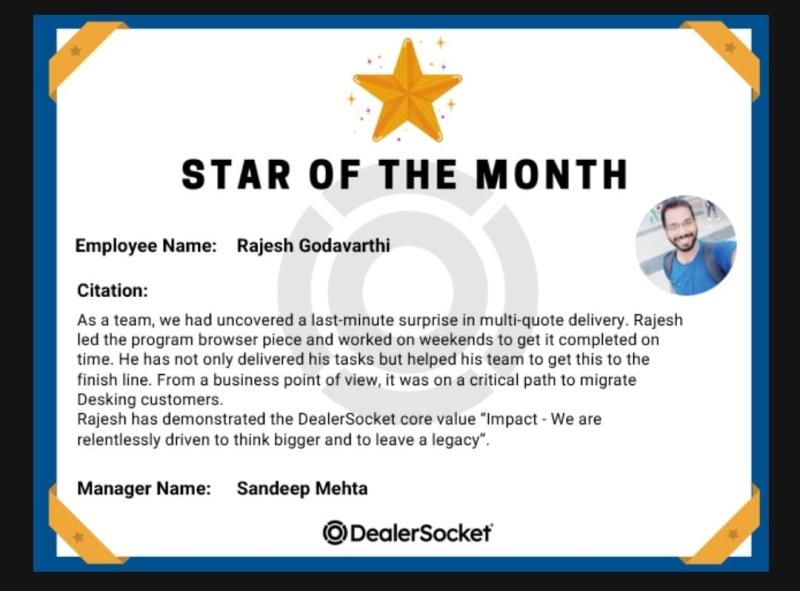 STAR OF THE MONTH
Employee Name: Rajesh Godavarthi
Citation:
As a team, we had uncovered a last-minute surprise in multi-quote delivery. Rajesh
led the program browser piece and worked on weekends to get it completed on
time. He has not only delivered his tasks but helped his team to get this to the
finish line. From a business point of view, it was on a critical path to migrate
Desking customers.
Rajesh has demonstrated the DealerSocket core value “Impact - We are
relentlessly driven to think bigger and to leave a legacy”.
Manager Name: Sandeep Mehta
DealerSocket